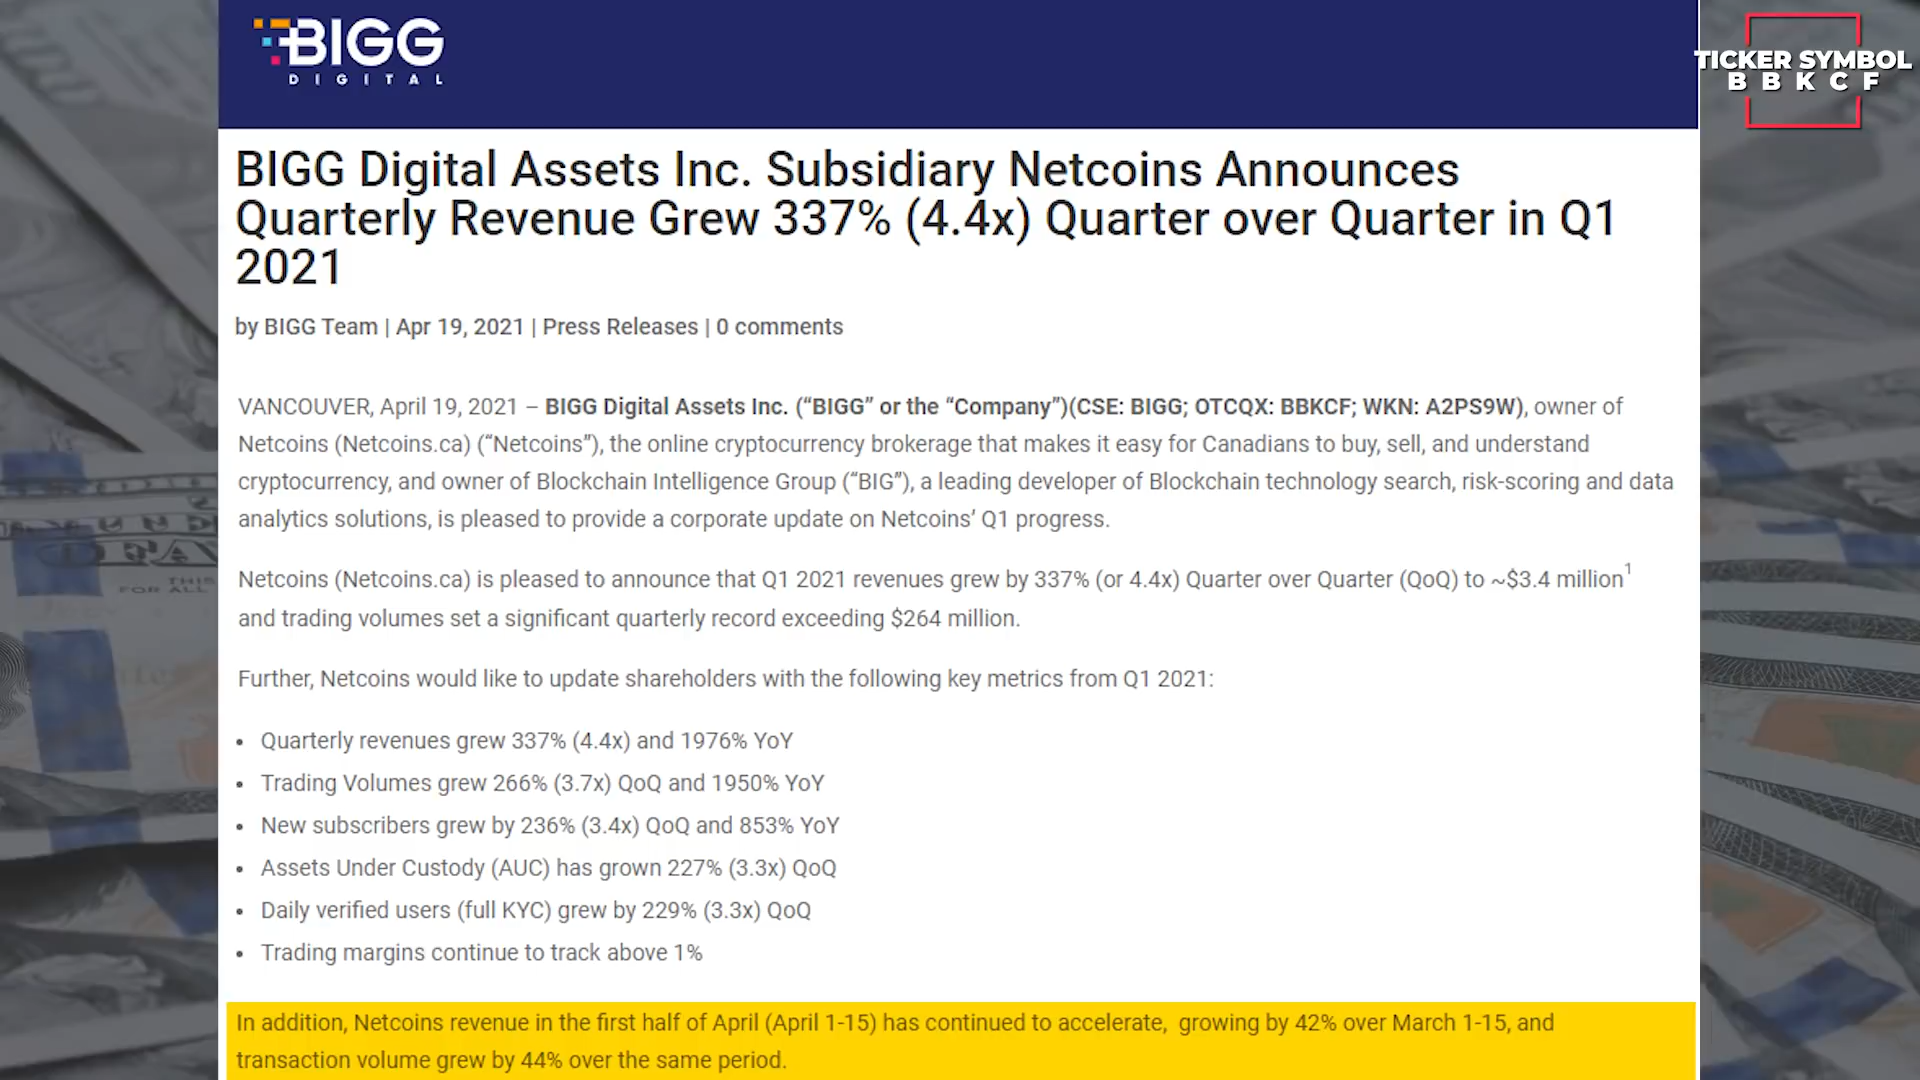 BIGG
DIGITAL
TICKER SYMBOL
BBKCF
BIGG Digital Assets Inc. Subsidiary Netcoins Announces
Quarterly Revenue Grew 337% (4.4x) Quarter over Quarter in Q1
2021
by BIGG Team | Apr 19, 2021 | Press Releases | 0 comments
VANCOUVER, April 19, 2021 – BIGG Digital Assets Inc. (“BIGG” or the “Company”)(CSE: BIGG; OTCQX: BBKCF; WKN: A2PS9W), owner of
Netcoins (Netcoins.ca) (“Netcoins”), the online cryptocurrency brokerage that makes it easy for Canadians to buy, sell, and understand
cryptocurrency, and owner of Blockchain Intelligence Group (“BIG”), a leading developer of Blockchain technology search, risk-scoring and data
analytics solutions, is pleased to provide a corporate update on Netcoins’ Q1 progress.
Netcoins (Netcoins.ca) is pleased to announce that Q1 2021 revenues grew by 337% (or 4.4x) Quarter over Quarter (QoQ) to ~$3.4 million1
and trading volumes set a significant quarterly record exceeding $264 million.
Further, Netcoins would like to update shareholders with the following key metrics from Q1 2021:
• Quarterly revenues grew 337% (4.4x) and 1976% YoY
• Trading Volumes grew 266% (3.7x) QoQ and 1950% YoY
• New subscribers grew by 236% (3.4x) QoQ and 853% YoY
• Assets Under Custody (AUC) has grown 227% (3.3x) QoQ
• Daily verified users (full KYC) grew by 229% (3.3x) QoQ
• Trading margins continue to track above 1%
In addition, Netcoins revenue in the first half of April (April 1-15) has continued to accelerate, growing by 42% over March 1-15, and
transaction volume grew by 44% over the same period.
THIS
FOR ALL